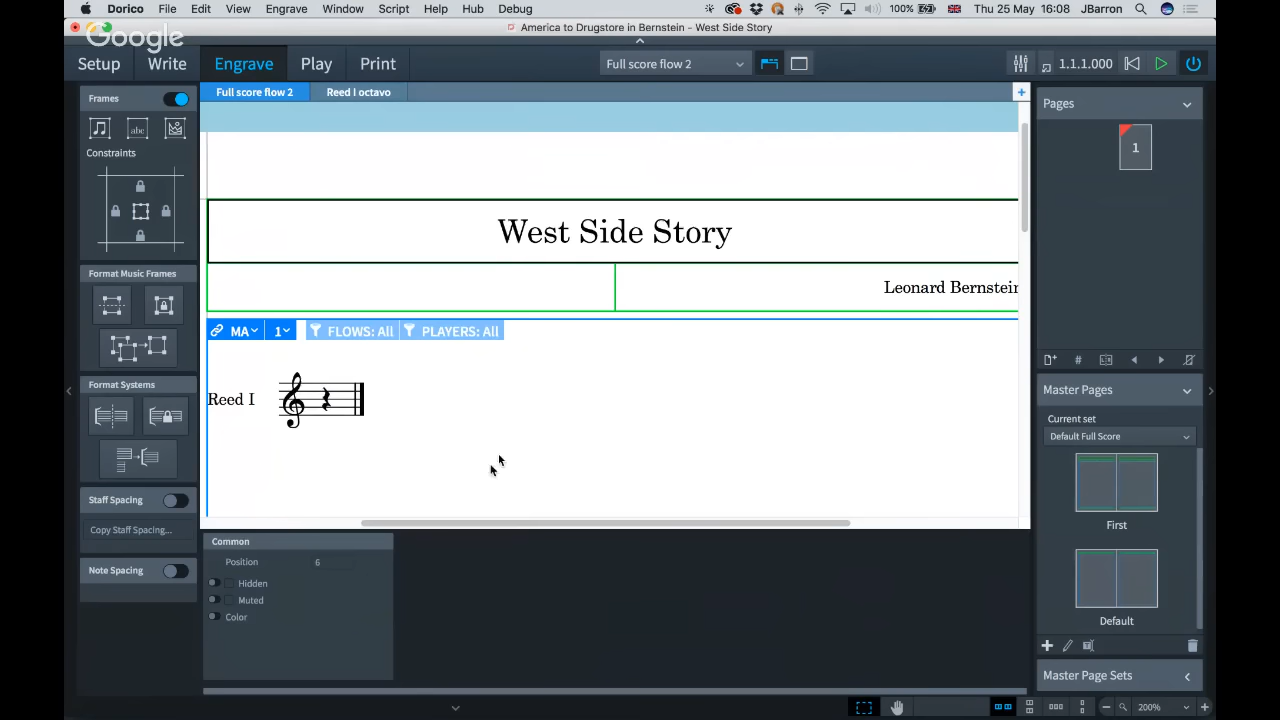 Dorico File Edit View Engrave Window Script Help Hub Debug 100% Thu 25 May 16:08 JBarron
America to Drugstore in Bernstein - West Side Story
Google
Setup Write Engrave Play Print Full score flow 2 1.1.1.000
Frames
Full score flow 2 Reed I octavo
Pages
abc
1
Constraints
West Side Story
Format Music Frames
Leonard Bernstein
MA 1 FLOWS: All PLAYERS: All
Format Systems
Master Pages
Reed I
Current set
Default Full Score
Staff Spacing
Copy Staff Spacing...
First
Common
Position 6
Note Spacing
Hidden
Muted
Color
Default
Master Page Sets
200%